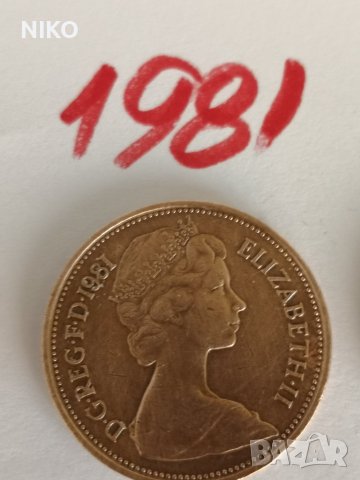 NIKO
1981
D·G·REG·F·D·1981
ELIZABETH·II
BAZAR